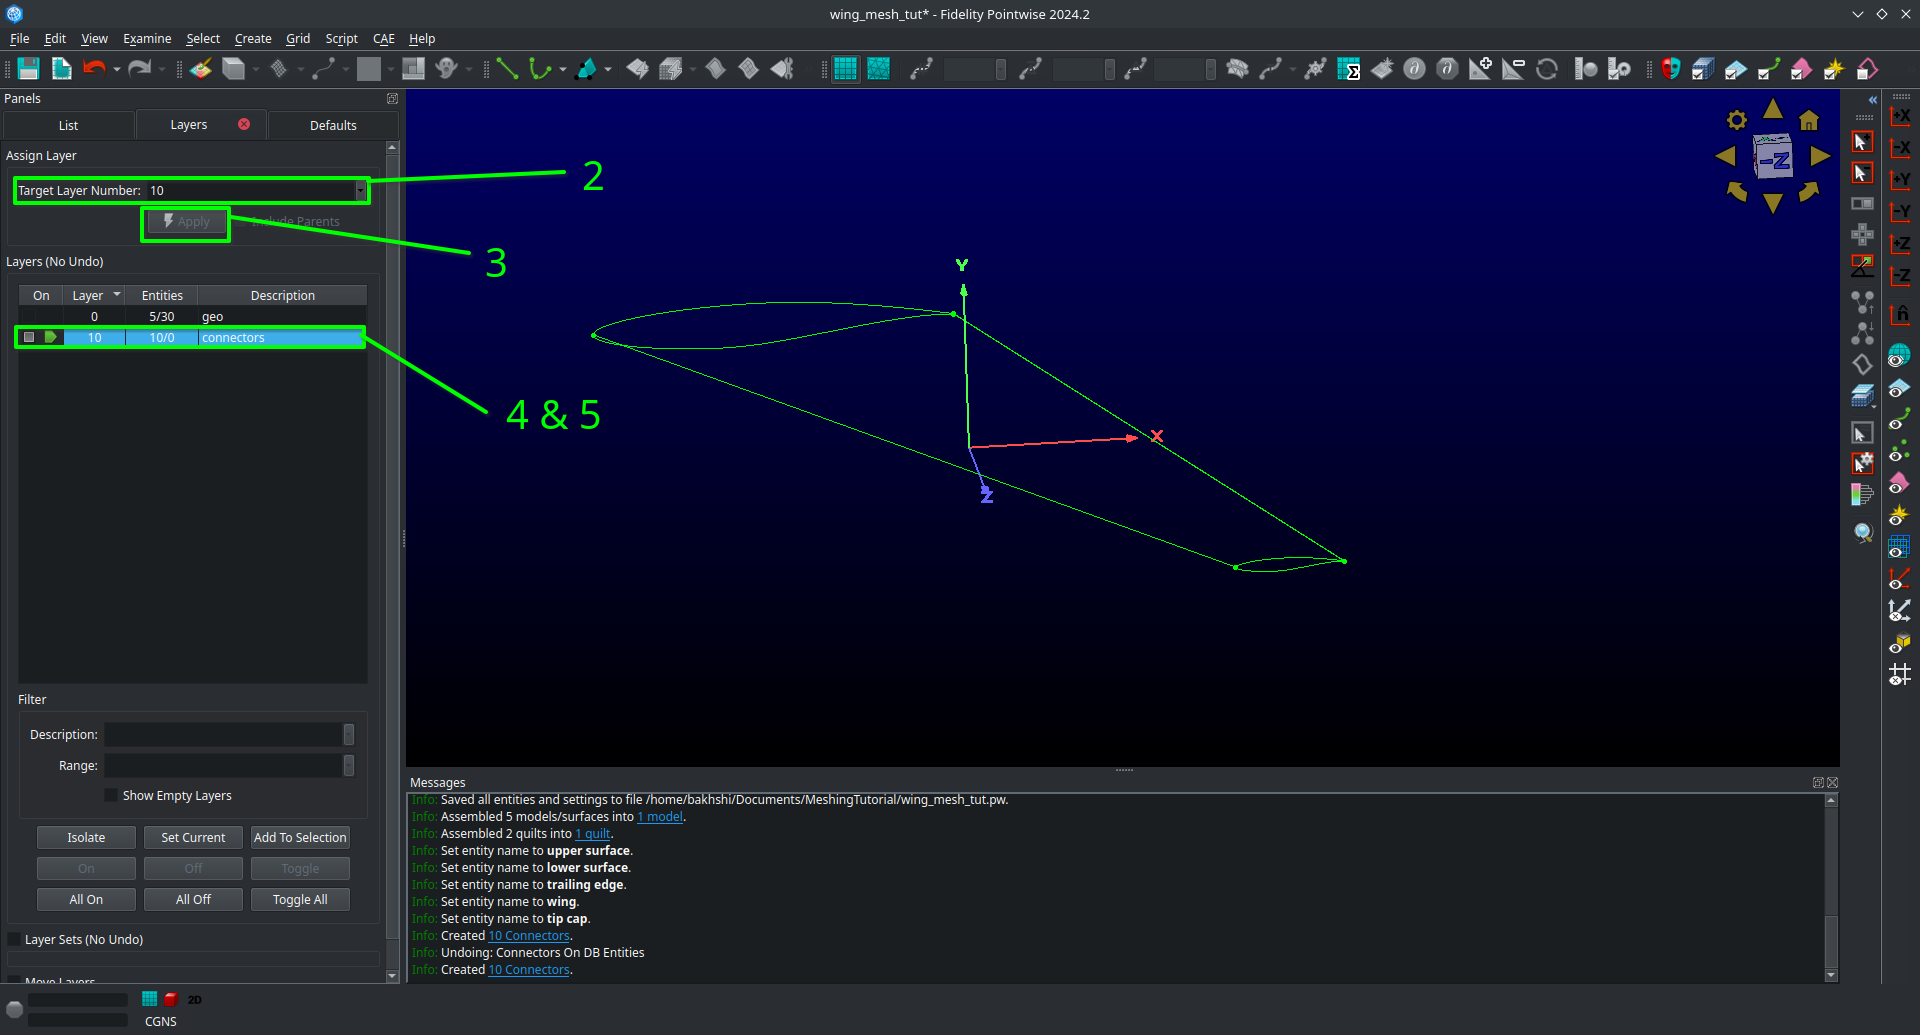 wing_mesh_tut* - Fidelity Pointwise 2024.2
File Edit View Examine Select Create Grid Script CAE Help
Panels
List Layers Defaults
Assign Layer
Target Layer Number: 10
2
Apply Include Parents
3
Layers (No Undo)
On Layer Entities Description
0 5/30 geo
10 10/0 connectors
4 & 5
Y
X
Z
-Z
+X
-X
+Y
-Y
+Z
-Z
n
Filter
Description:
Range:
Show Empty Layers
Isolate Set Current Add To Selection
On Off Toggle
All On All Off Toggle All
Layer Sets (No Undo)
Move Layers
Messages
Info: Saved all entities and settings to file /home/bakhshi/Documents/MeshingTutorial/wing_mesh_tut.pw.
Info: Assembled 5 models/surfaces into 1 model.
Info: Assembled 2 quilts into 1 quilt.
Info: Set entity name to upper surface.
Info: Set entity name to lower surface.
Info: Set entity name to trailing edge.
Info: Set entity name to wing.
Info: Set entity name to tip cap.
Info: Created 10 Connectors.
Info: Undoing: Connectors On DB Entities
Info: Created 10 Connectors.
2D
CGNS